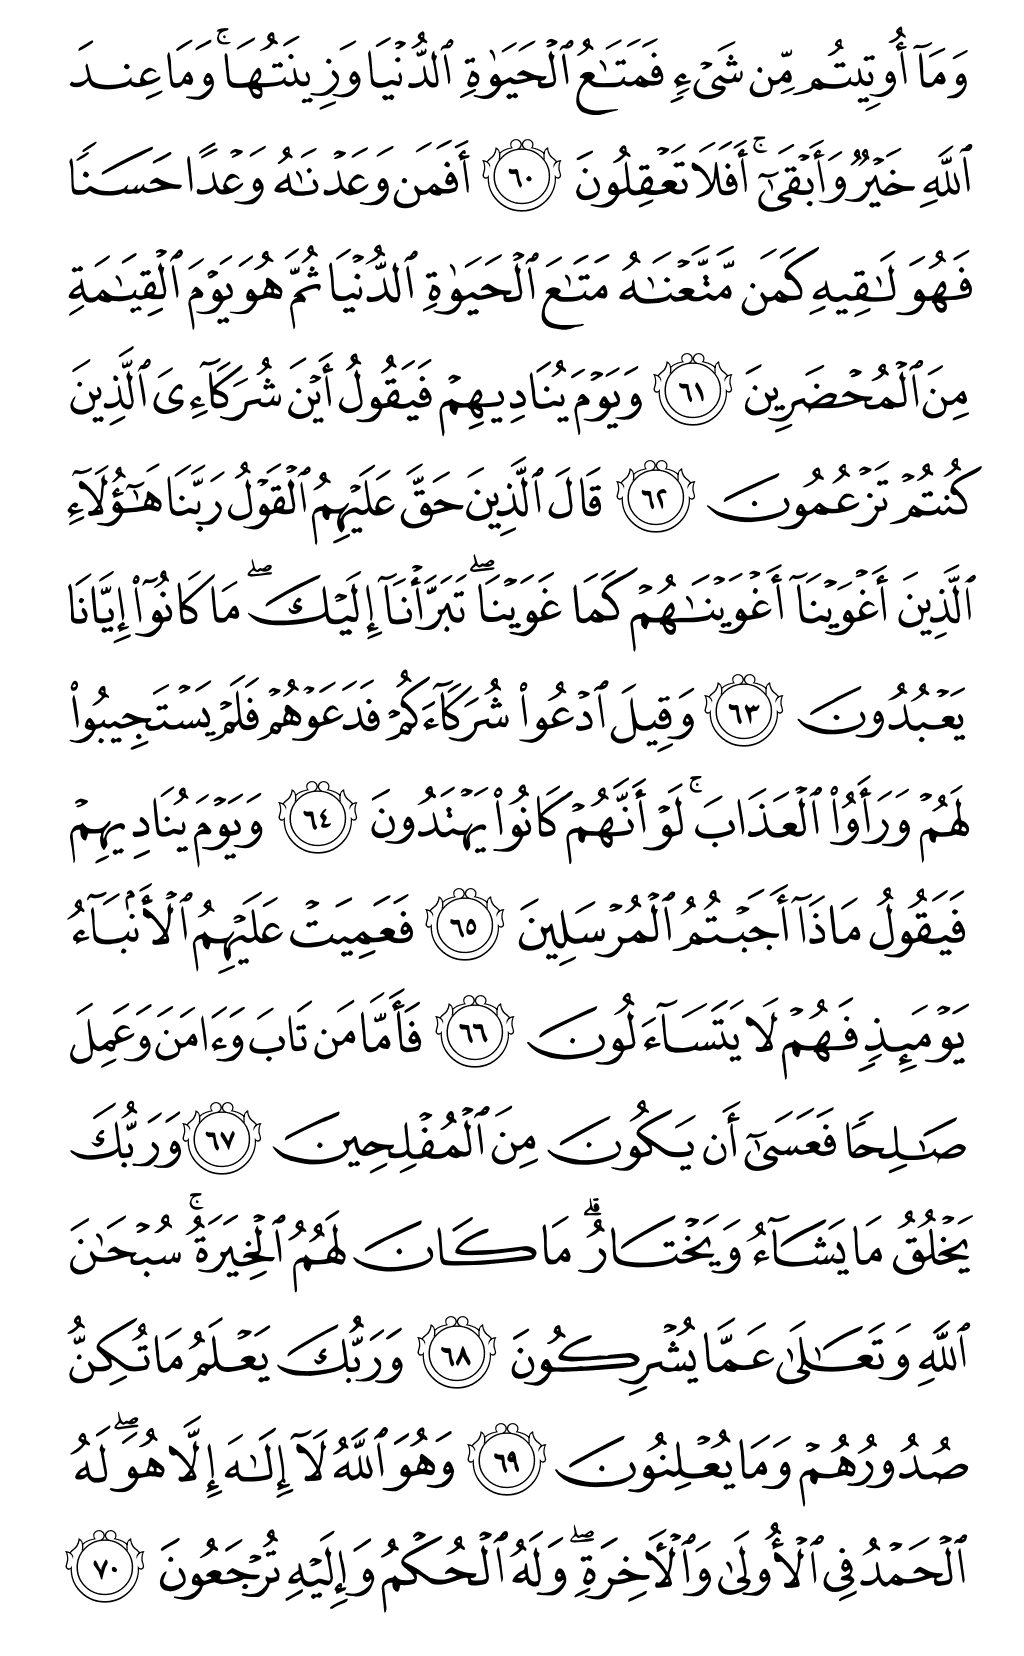 وَمَآ أُوتِيتُم مِّن شَىْءٍ فَمَتَـٰعُ ٱلْحَيَوٰةِ ٱلدُّنْيَا وَزِينَتُهَا ۚ وَمَا عِندَ
ٱللَّهِ خَيْرٌ وَأَبْقَىٰٓ ۚ أَفَلَا تَعْقِلُونَ ٦٠ أَفَمَن وَعَدْنَـٰهُ وَعْدًا حَسَنًا
فَهُوَ لَـٰقِيهِ كَمَن مَّتَّعْنَـٰهُ مَتَـٰعَ ٱلْحَيَوٰةِ ٱلدُّنْيَا ثُمَّ هُوَ يَوْمَ ٱلْقِيَـٰمَةِ
مِنَ ٱلْمُحْضَرِينَ ٦١ وَيَوْمَ يُنَادِيهِمْ فَيَقُولُ أَيْنَ شُرَكَآءِىَ ٱلَّذِينَ
كُنتُمْ تَزْعُمُونَ ٦٢ قَالَ ٱلَّذِينَ حَقَّ عَلَيْهِمُ ٱلْقَوْلُ رَبَّنَا هَـٰٓؤُلَآءِ
ٱلَّذِينَ أَغْوَيْنَآ أَغْوَيْنَـٰهُمْ كَمَا غَوَيْنَا ۖ تَبَرَّأْنَآ إِلَيْكَ ۖ مَا كَانُوٓا۟ إِيَّانَا
يَعْبُدُونَ ٦٣ وَقِيلَ ٱدْعُوا۟ شُرَكَآءَكُمْ فَدَعَوْهُمْ فَلَمْ يَسْتَجِيبُوا۟
لَهُمْ وَرَأَوُا۟ ٱلْعَذَابَ ۚ لَوْ أَنَّهُمْ كَانُوا۟ يَهْتَدُونَ ٦٤ وَيَوْمَ يُنَادِيهِمْ
فَيَقُولُ مَاذَآ أَجَبْتُمُ ٱلْمُرْسَلِينَ ٦٥ فَعَمِيَتْ عَلَيْهِمُ ٱلْأَنۢبَآءُ
يَوْمَئِذٍ فَهُمْ لَا يَتَسَآءَلُونَ ٦٦ فَأَمَّا مَن تَابَ وَءَامَنَ وَعَمِلَ
صَـٰلِحًا فَعَسَىٰٓ أَن يَكُونَ مِنَ ٱلْمُفْلِحِينَ ٦٧ وَرَبُّكَ
يَخْلُقُ مَا يَشَآءُ وَيَخْتَارُ ۗ مَا كَانَ لَهُمُ ٱلْخِيَرَةُ ۚ سُبْحَـٰنَ
ٱللَّهِ وَتَعَـٰلَىٰ عَمَّا يُشْرِكُونَ ٦٨ وَرَبُّكَ يَعْلَمُ مَا تُكِنُّ
صُدُورُهُمْ وَمَا يُعْلِنُونَ ٦٩ وَهُوَ ٱللَّهُ لَآ إِلَـٰهَ إِلَّا هُوَ ۖ لَهُ
ٱلْحَمْدُ فِى ٱلْأُولَىٰ وَٱلْـَٔاخِرَةِ ۖ وَلَهُ ٱلْحُكْمُ وَإِلَيْهِ تُرْجَعُونَ ٧٠